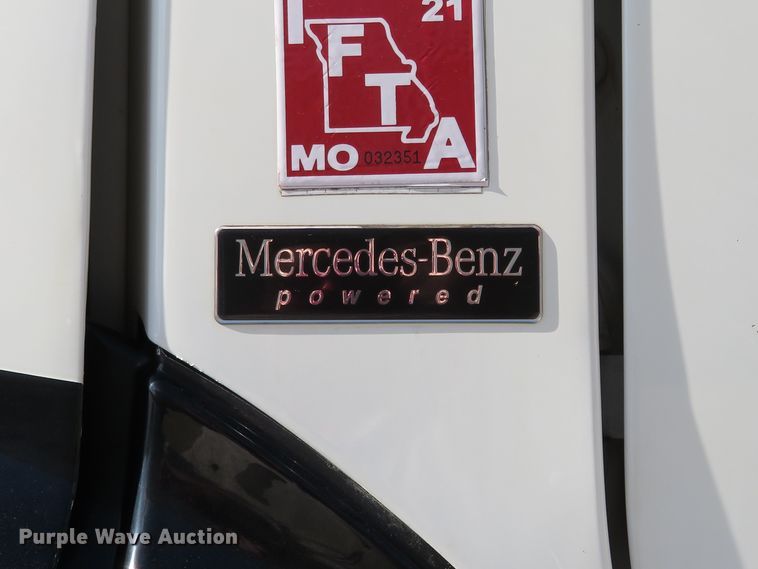 21
I
F
T
A
MO 032351
Mercedes-Benz
powered
Purple Wave Auction